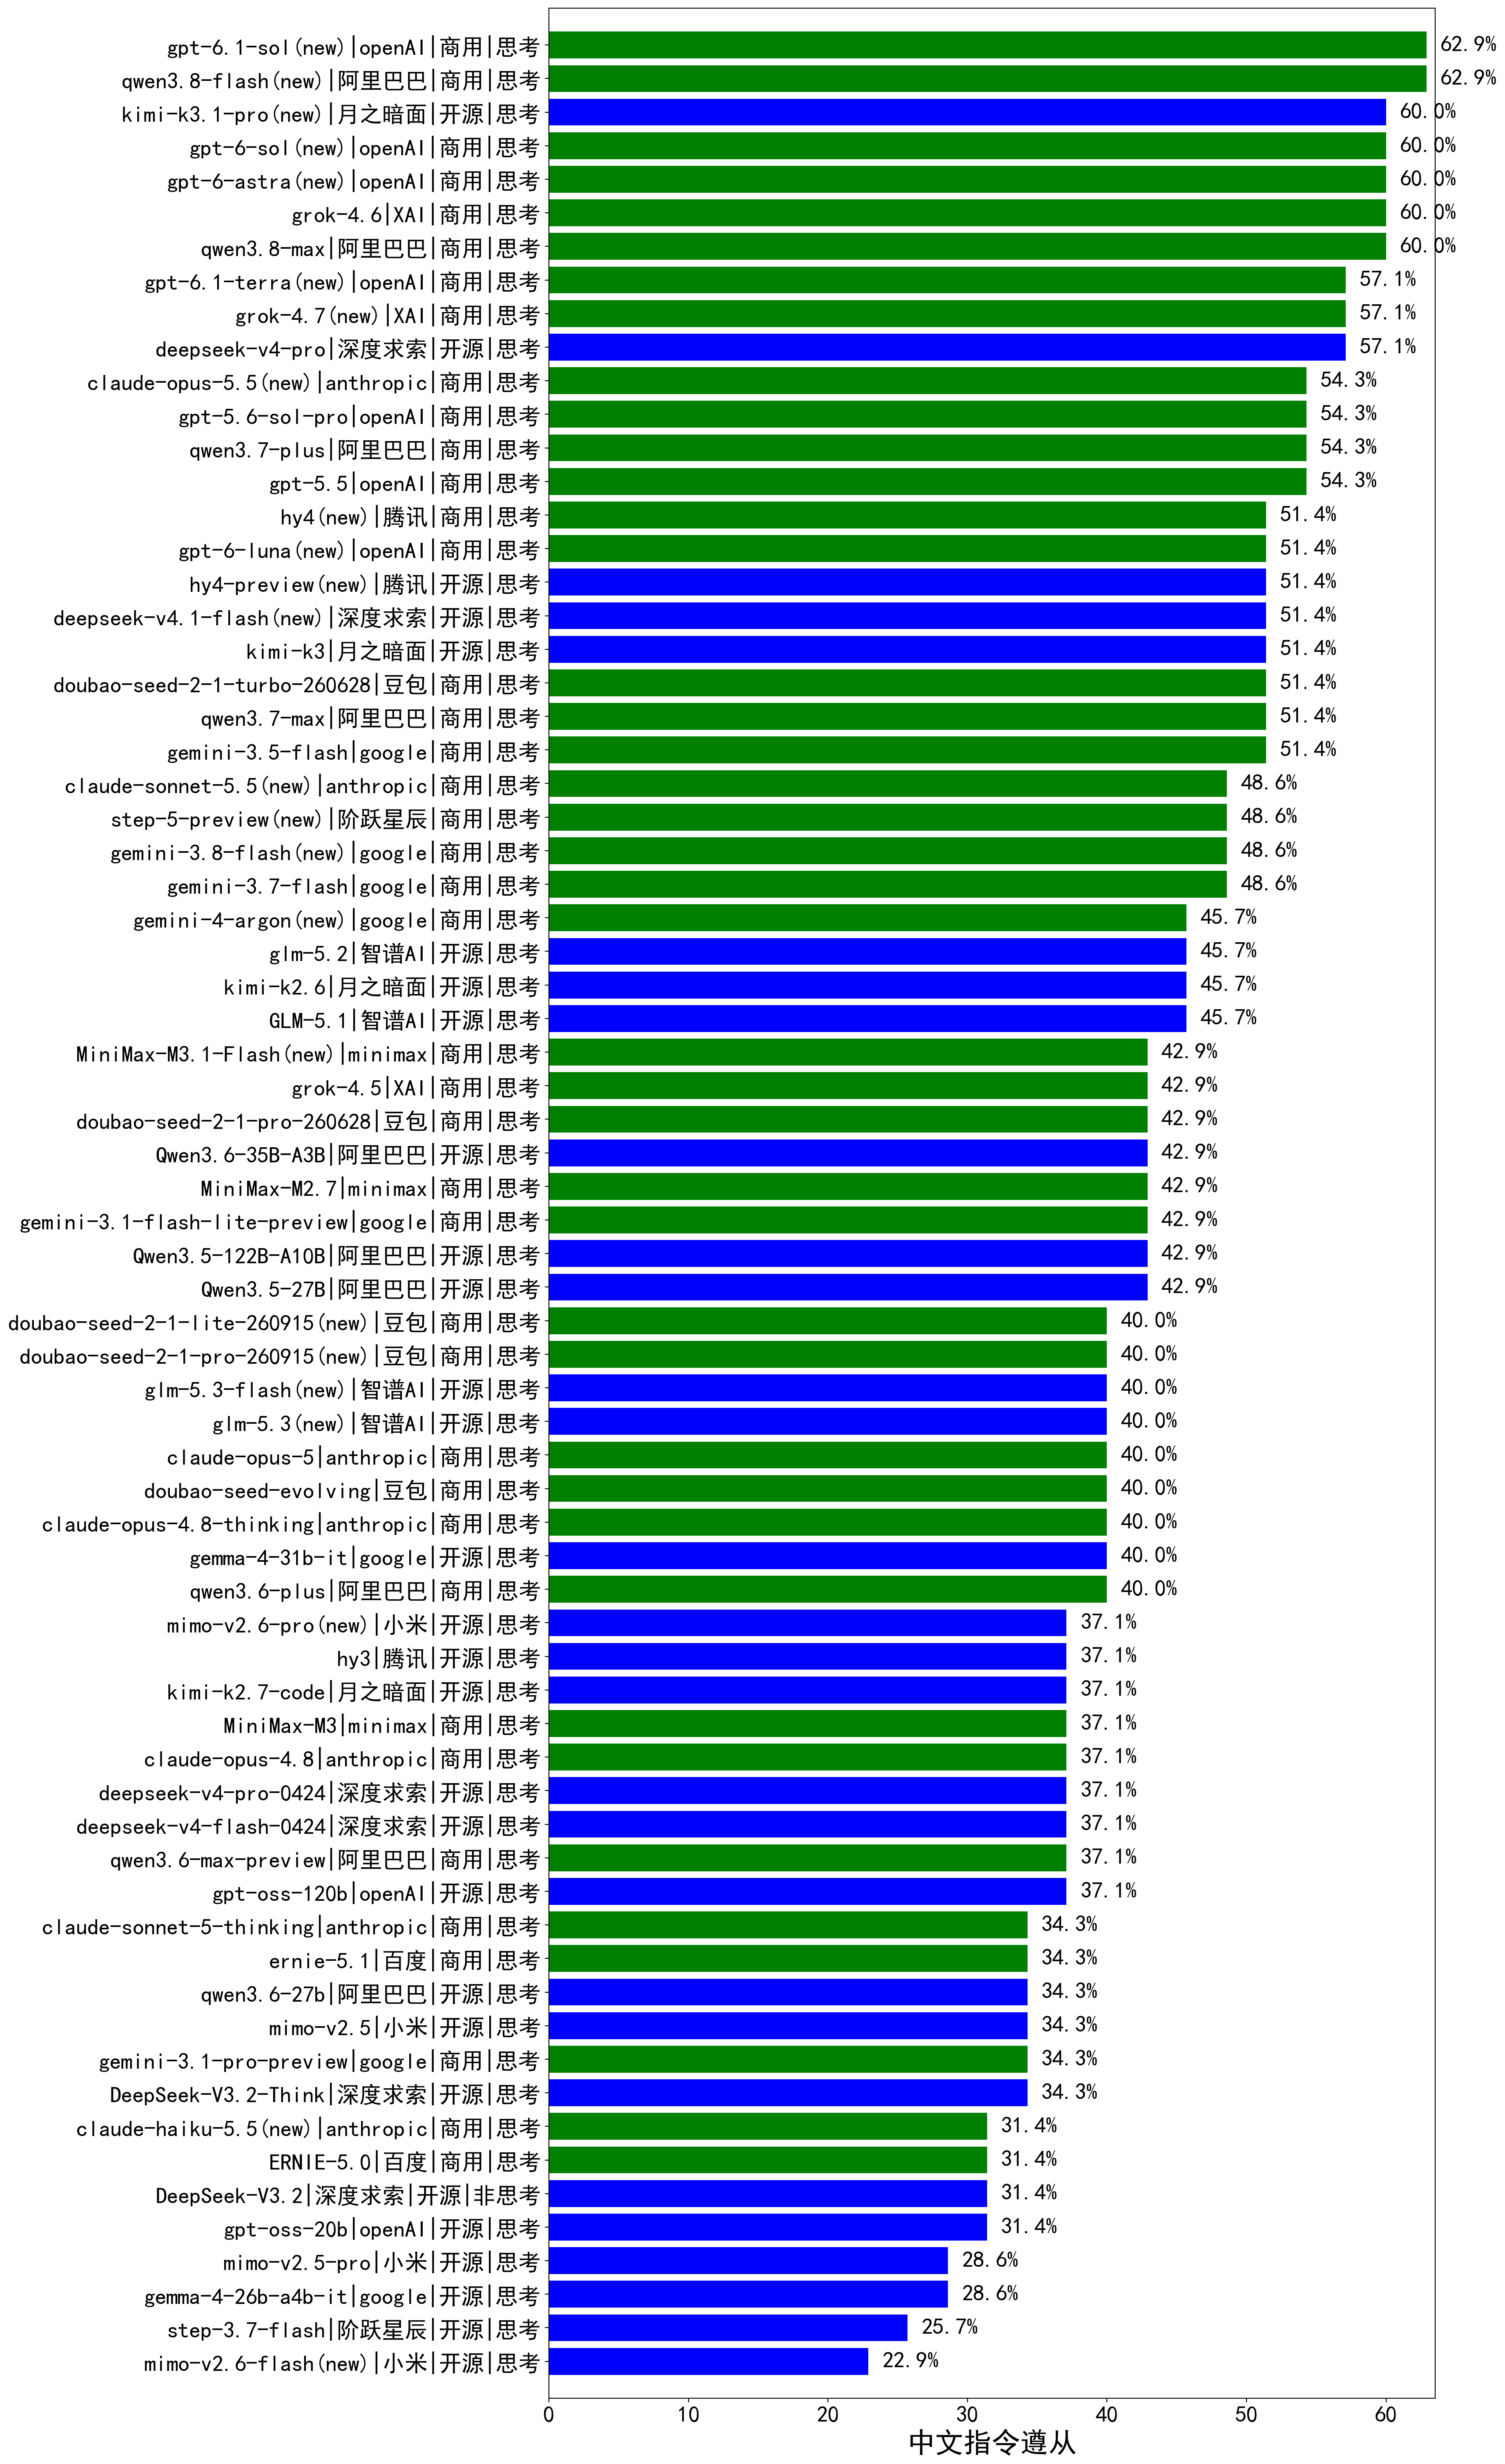 gpt-6.1-sol(new)|openAI|商用|思考 62.9%
qwen3.8-flash(new)|阿里巴巴|商用|思考 62.9%
kimi-k3.1-pro(new)|月之暗面|开源|思考 60.0%
gpt-6-sol(new)|openAI|商用|思考 60.0%
gpt-6-astra(new)|openAI|商用|思考 60.0%
grok-4.6|XAI|商用|思考 60.0%
qwen3.8-max|阿里巴巴|商用|思考 60.0%
gpt-6.1-terra(new)|openAI|商用|思考 57.1%
grok-4.7(new)|XAI|商用|思考 57.1%
deepseek-v4-pro|深度求索|开源|思考 57.1%
claude-opus-5.5(new)|anthropic|商用|思考 54.3%
gpt-5.6-sol-pro|openAI|商用|思考 54.3%
qwen3.7-plus|阿里巴巴|商用|思考 54.3%
gpt-5.5|openAI|商用|思考 54.3%
hy4(new)|腾讯|商用|思考 51.4%
gpt-6-luna(new)|openAI|商用|思考 51.4%
hy4-preview(new)|腾讯|开源|思考 51.4%
deepseek-v4.1-flash(new)|深度求索|开源|思考 51.4%
kimi-k3|月之暗面|开源|思考 51.4%
doubao-seed-2-1-turbo-260628|豆包|商用|思考 51.4%
qwen3.7-max|阿里巴巴|商用|思考 51.4%
gemini-3.5-flash|google|商用|思考 51.4%
claude-sonnet-5.5(new)|anthropic|商用|思考 48.6%
step-5-preview(new)|阶跃星辰|商用|思考 48.6%
gemini-3.8-flash(new)|google|商用|思考 48.6%
gemini-3.7-flash|google|商用|思考 48.6%
gemini-4-argon(new)|google|商用|思考 45.7%
glm-5.2|智谱AI|开源|思考 45.7%
kimi-k2.6|月之暗面|开源|思考 45.7%
GLM-5.1|智谱AI|开源|思考 45.7%
MiniMax-M3.1-Flash(new)|minimax|商用|思考 42.9%
grok-4.5|XAI|商用|思考 42.9%
doubao-seed-2-1-pro-260628|豆包|商用|思考 42.9%
Qwen3.6-35B-A3B|阿里巴巴|开源|思考 42.9%
MiniMax-M2.7|minimax|商用|思考 42.9%
gemini-3.1-flash-lite-preview|google|商用|思考 42.9%
Qwen3.5-122B-A10B|阿里巴巴|开源|思考 42.9%
Qwen3.5-27B|阿里巴巴|开源|思考 42.9%
doubao-seed-2-1-lite-260915(new)|豆包|商用|思考 40.0%
doubao-seed-2-1-pro-260915(new)|豆包|商用|思考 40.0%
glm-5.3-flash(new)|智谱AI|开源|思考 40.0%
glm-5.3(new)|智谱AI|开源|思考 40.0%
claude-opus-5|anthropic|商用|思考 40.0%
doubao-seed-evolving|豆包|商用|思考 40.0%
claude-opus-4.8-thinking|anthropic|商用|思考 40.0%
gemma-4-31b-it|google|开源|思考 40.0%
qwen3.6-plus|阿里巴巴|商用|思考 40.0%
mimo-v2.6-pro(new)|小米|开源|思考 37.1%
hy3|腾讯|开源|思考 37.1%
kimi-k2.7-code|月之暗面|开源|思考 37.1%
MiniMax-M3|minimax|商用|思考 37.1%
claude-opus-4.8|anthropic|商用|思考 37.1%
deepseek-v4-pro-0424|深度求索|开源|思考 37.1%
deepseek-v4-flash-0424|深度求索|开源|思考 37.1%
qwen3.6-max-preview|阿里巴巴|商用|思考 37.1%
gpt-oss-120b|openAI|开源|思考 37.1%
claude-sonnet-5-thinking|anthropic|商用|思考 34.3%
ernie-5.1|百度|商用|思考 34.3%
qwen3.6-27b|阿里巴巴|开源|思考 34.3%
mimo-v2.5|小米|开源|思考 34.3%
gemini-3.1-pro-preview|google|商用|思考 34.3%
DeepSeek-V3.2-Think|深度求索|开源|思考 34.3%
claude-haiku-5.5(new)|anthropic|商用|思考 31.4%
ERNIE-5.0|百度|商用|思考 31.4%
DeepSeek-V3.2|深度求索|开源|非思考 31.4%
gpt-oss-20b|openAI|开源|思考 31.4%
mimo-v2.5-pro|小米|开源|思考 28.6%
gemma-4-26b-a4b-it|google|开源|思考 28.6%
step-3.7-flash|阶跃星辰|开源|思考 25.7%
mimo-v2.6-flash(new)|小米|开源|思考 22.9%
0 10 20 30 40 50 60
中文指令遵从